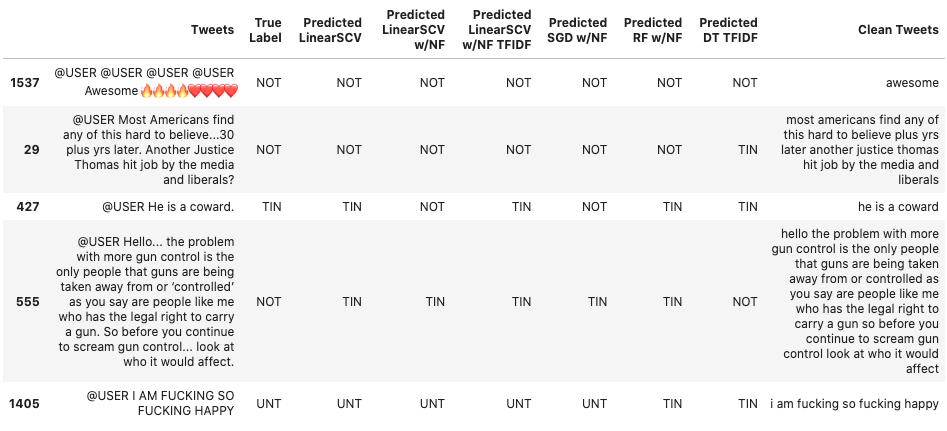 Tweets True Label Predicted LinearSCV Predicted LinearSCV w/NF Predicted LinearSCV w/NF TFIDF Predicted SGD w/NF Predicted RF w/NF Predicted DT TFIDF Clean Tweets
1537
@USER @USER @USER @USER
Awesome 🔥🔥🔥🔥❤️❤️❤️❤️
NOT NOT NOT NOT NOT NOT NOT
awesome
29
@USER Most Americans find
any of this hard to believe...30
plus yrs later. Another Justice
Thomas hit job by the media
and liberals?
NOT NOT NOT NOT NOT NOT TIN
most americans find any of
this hard to believe plus yrs
later another justice thomas
hit job by the media and
liberals
427
@USER He is a coward.
TIN TIN NOT TIN NOT TIN TIN
he is a coward
555
@USER Hello... the problem
with more gun control is the
only people that guns are being
taken away from or ‘controlled’
as you say are people like me
who has the legal right to carry
a gun. So before you continue
to scream gun control... look at
who it would affect.
NOT TIN TIN TIN TIN TIN NOT
hello the problem with more
gun control is the only people
that guns are being taken
away from or controlled as
you say are people like me
who has the legal right to
carry a gun so before you
continue to scream gun
control look at who it would
affect
1405
@USER I AM FUCKING SO
FUCKING HAPPY
UNT UNT UNT UNT UNT TIN TIN
i am fucking so fucking happy